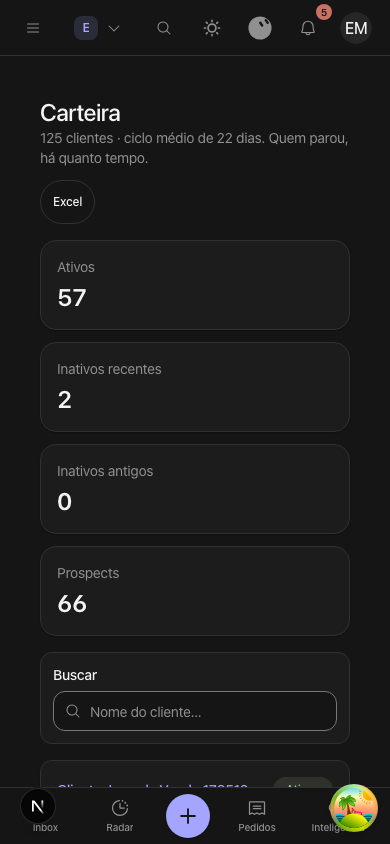 E
5
EM
Carteira
125 clientes · ciclo médio de 22 dias. Quem parou,
há quanto tempo.
Excel
Ativos
57
Inativos recentes
2
Inativos antigos
0
Prospects
66
Buscar
Nome do cliente...
N
Inbox
Radar
Pedidos